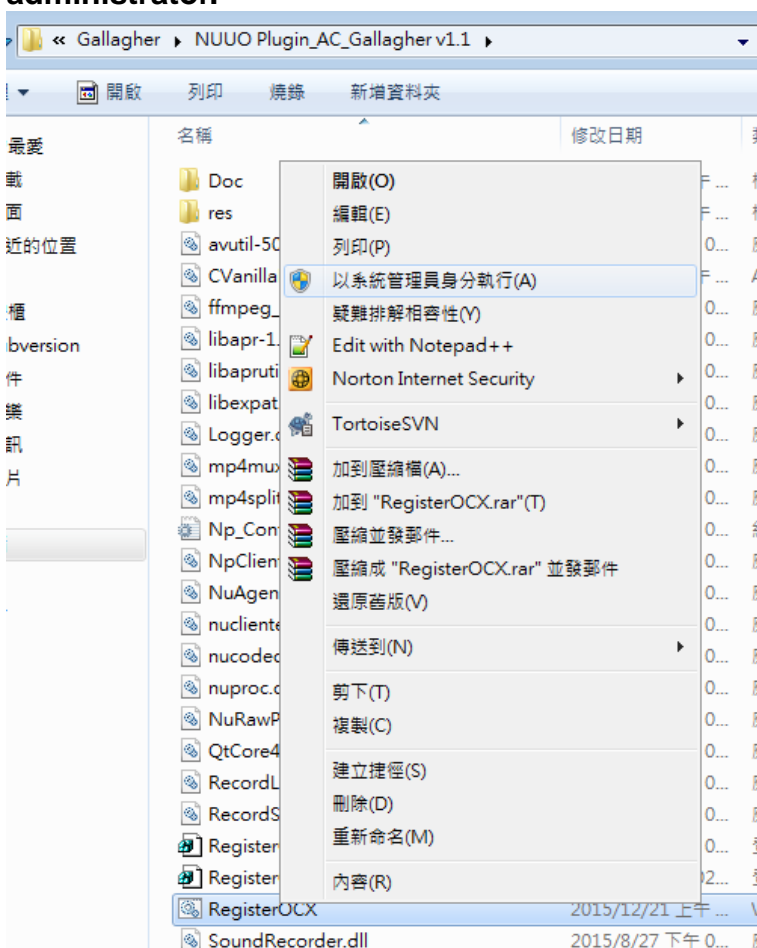 administrator.
« Gallagher ▸ NUUO Plugin_AC_Gallagher v1.1 ▸
開啟 列印 燒錄 新增資料夾
名稱 修改日期
最愛
載
面
近的位置
櫃
ubversion
件
樂
訊
片
Doc
res
avutil-50
CVanilla
ffmpeg_
libapr-1.
libapruti
libexpat
Logger.
mp4mu
mp4split
Np_Con
NpClien
NuAgen
nucliente
nucodec
nuproc.
NuRawP
QtCore4
RecordL
RecordS
Register
Register
RegisterOCX 2015/12/21 上午 ...
SoundRecorder.dll 2015/8/27 下午 0...
開啟(O)
編輯(E)
列印(P)
以系統管理員身分執行(A)
疑難排解相容性(Y)
Edit with Notepad++
Norton Internet Security
TortoiseSVN
加到壓縮檔(A)...
加到 "RegisterOCX.rar"(T)
壓縮並發郵件...
壓縮成 "RegisterOCX.rar" 並發郵件
還原舊版(V)
傳送到(N)
剪下(T)
複製(C)
建立捷徑(S)
刪除(D)
重新命名(M)
內容(R)